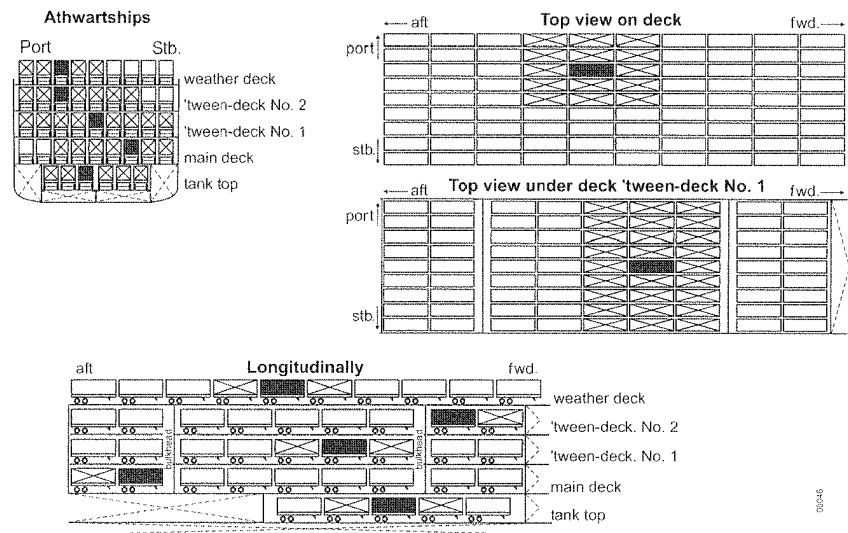 Athwartships
Port Stb.
weather deck
'tween-deck No. 2
'tween-deck No. 1
main deck
tank top
aft Top view on deck fwd.
port
stb.
aft Top view under deck 'tween-deck No. 1 fwd.
port
stb.
aft Longitudinally fwd.
weather deck
'tween-deck. No. 2
'tween-deck. No. 1
main deck
tank top
bulkhead
bulkhead
09046